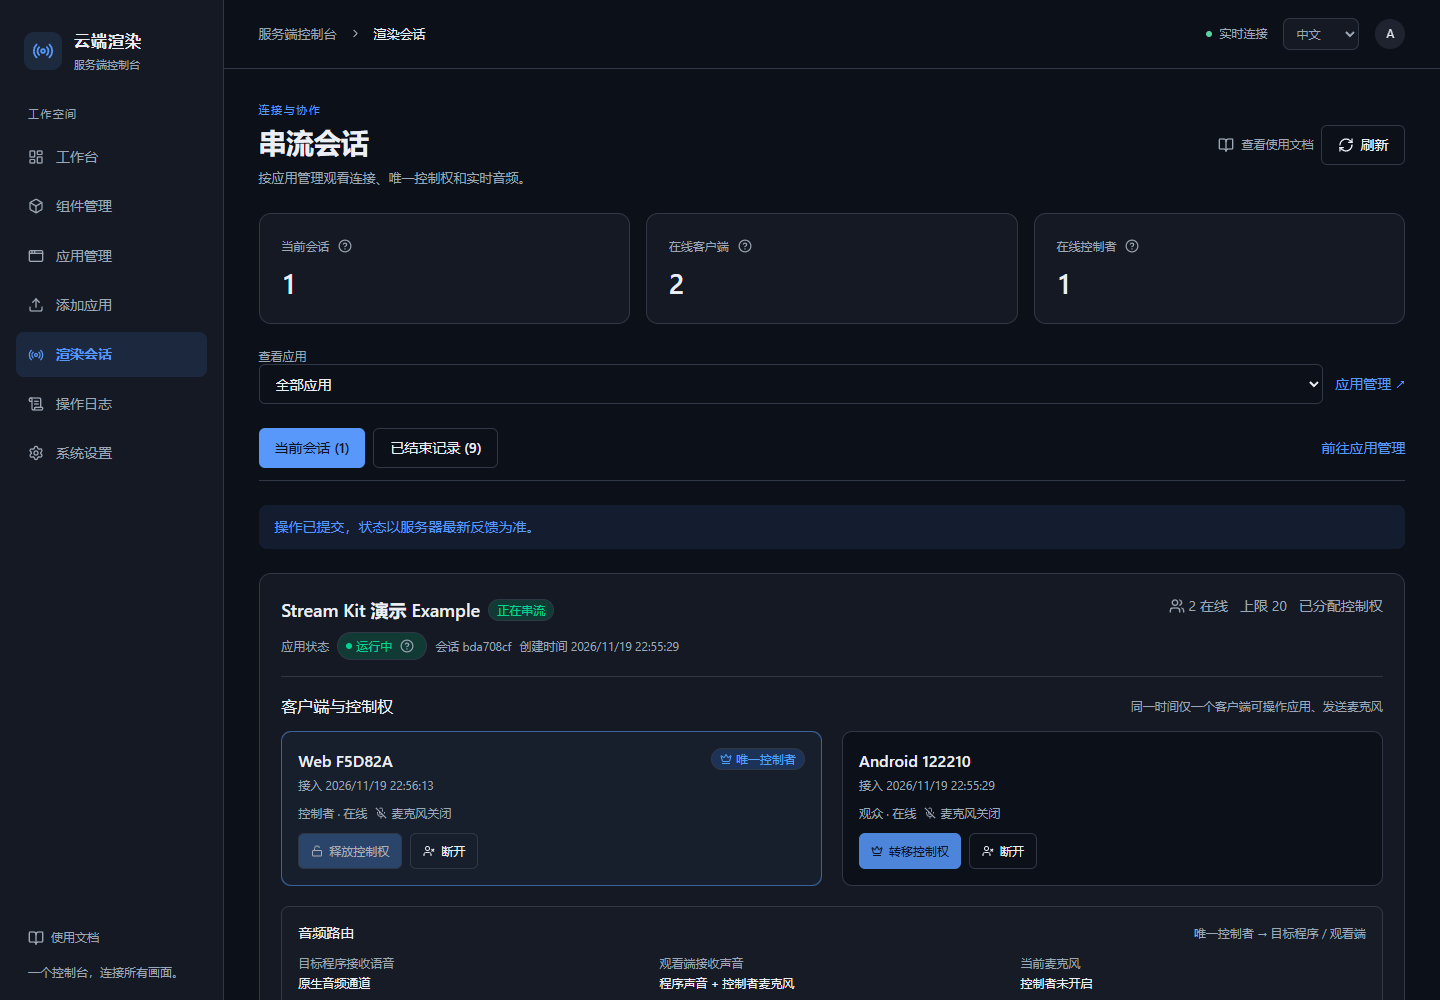 云端渲染
服务端控制台
工作空间
工作台
组件管理
应用管理
添加应用
渲染会话
操作日志
系统设置
使用文档
一个控制台，连接所有画面。
服务端控制台 > 渲染会话
实时连接
中文
A
连接与协作
串流会话
按应用管理观看连接、唯一控制权和实时音频。
查看使用文档
刷新
当前会话
1
在线客户端
2
在线控制者
1
查看应用
全部应用
应用管理 ↗
当前会话 (1)
已结束记录 (9)
前往应用管理
操作已提交，状态以服务器最新反馈为准。
Stream Kit 演示 Example 正在串流
2 在线 上限 20 已分配控制权
应用状态 运行中 会话 bda708cf 创建时间 2026/11/19 22:55:29
客户端与控制权
同一时间仅一个客户端可操作应用、发送麦克风
Web F5D82A
唯一控制者
接入 2026/11/19 22:56:13
控制者 · 在线 麦克风关闭
释放控制权
断开
Android 122210
接入 2026/11/19 22:55:29
观众 · 在线 麦克风关闭
转移控制权
断开
音频路由
唯一控制者 → 目标程序 / 观看端
目标程序接收语音
原生音频通道
观看端接收声音
程序声音 + 控制者麦克风
当前麦克风
控制者未开启